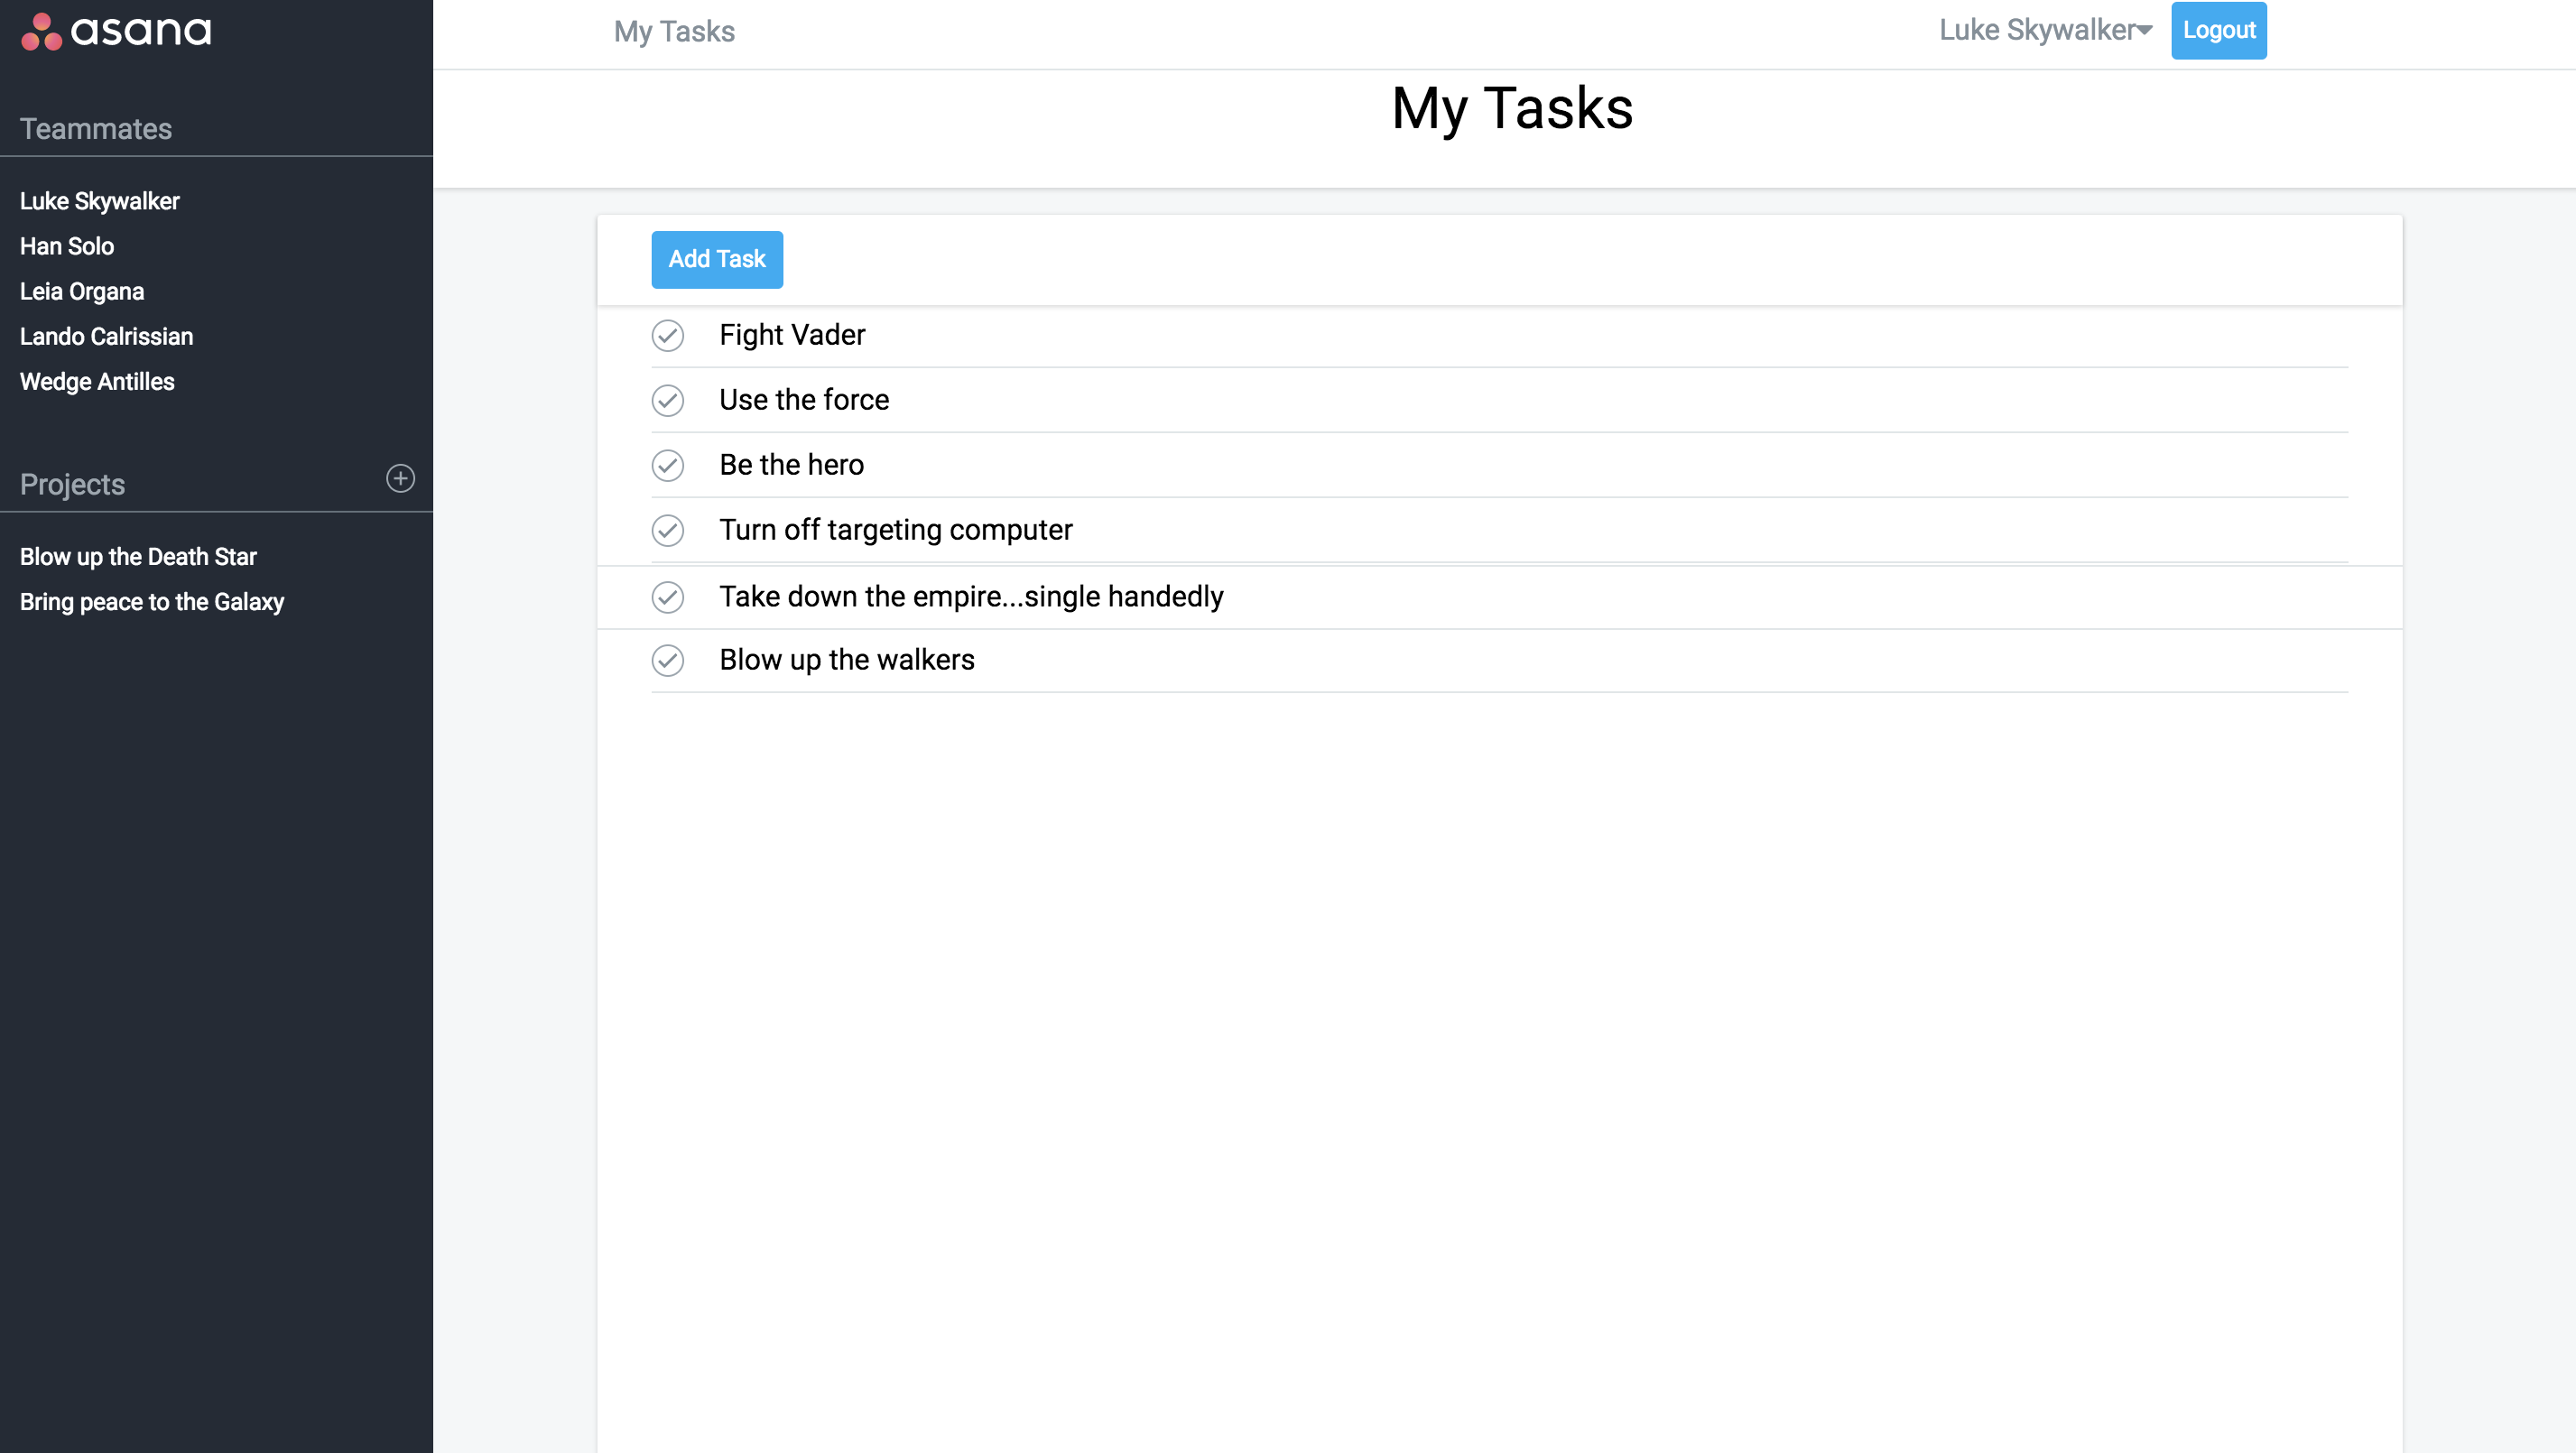 asana
Teammates
Luke Skywalker
Han Solo
Leia Organa
Lando Calrissian
Wedge Antilles
Projects
Blow up the Death Star
Bring peace to the Galaxy
My Tasks
Luke Skywalker
Logout
My Tasks
Add Task
Fight Vader
Use the force
Be the hero
Turn off targeting computer
Take down the empire...single handedly
Blow up the walkers